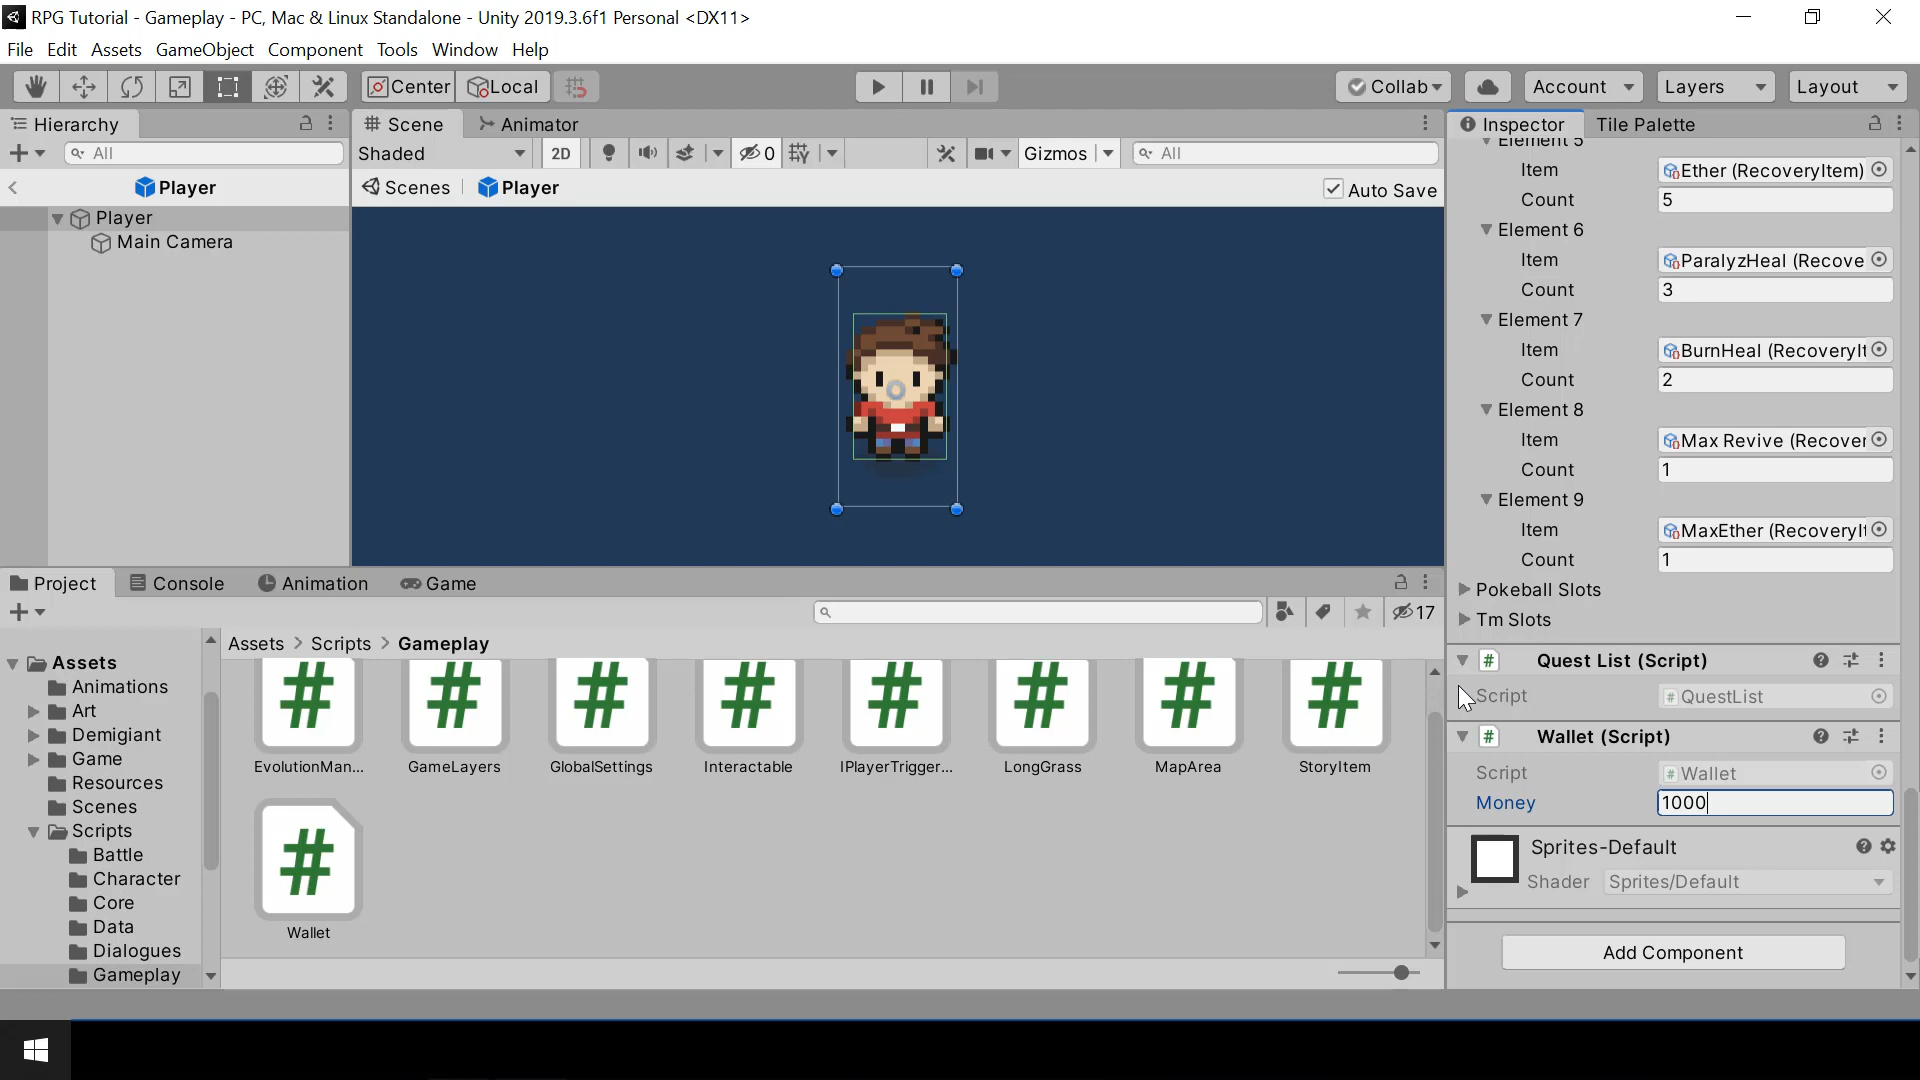 RPG Tutorial - Gameplay - PC, Mac & Linux Standalone - Unity 2019.3.6f1 Personal <DX11>
File Edit Assets GameObject Component Tools Window Help
Center Local Collab Account Layers Layout
Hierarchy Scene Animator Inspector Tile Palette
All Shaded 2D 0 Gizmos All
Player Scenes Player Auto Save
Player
Main Camera
Element 5
Item Ether (RecoveryItem)
Count 5
Element 6
Item ParalyzHeal (Recove
Count 3
Element 7
Item BurnHeal (RecoveryIt
Count 2
Element 8
Item Max Revive (Recover
Count 1
Element 9
Item MaxEther (RecoveryIt
Count 1
Pokeball Slots
Tm Slots
Quest List (Script)
Script QuestList
Wallet (Script)
Script Wallet
Money 1000
Sprites-Default
Shader Sprites/Default
Add Component
Project Console Animation Game
17
Assets
Animations
Art
Demigiant
Game
Resources
Scenes
Scripts
Battle
Character
Core
Data
Dialogues
Gameplay
Assets > Scripts > Gameplay
EvolutionMan... GameLayers GlobalSettings Interactable IPlayerTrigger... LongGrass MapArea StoryItem
Wallet